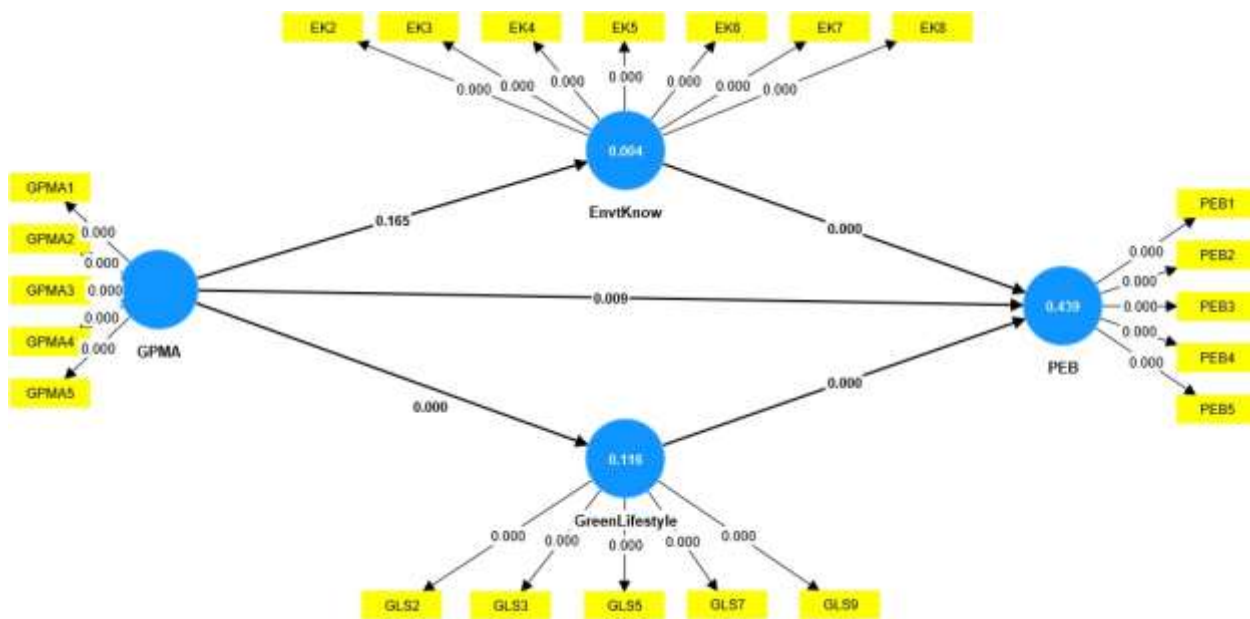 EK2 EK3 EK4 EK5 EK6 EK7 EK8
0.000 0.000 0.000 0.000 0.000 0.000 0.000
0.004
EnvtKnow
GPMA1
GPMA2
GPMA3
GPMA4
GPMA5
0.000
0.000
0.000
0.000
0.000
GPMA
0.165
0.009
0.000
0.000
0.000
0.439
PEB
0.000
0.000
0.000
0.000
0.000
PEB1
PEB2
PEB3
PEB4
PEB5
0.116
GreenLifestyle
0.000 0.000 0.000 0.000 0.000
GLS2 GLS3 GLS5 GLS7 GLS9